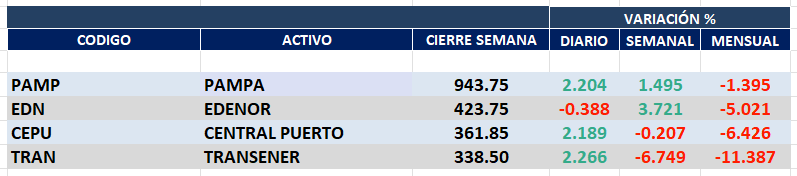 VARIACIÓN %
CODIGO ACTIVO CIERRE SEMANA DIARIO SEMANAL MENSUAL
PAMP PAMPA 943.75 2.204 1.495 -1.395
EDN EDENOR 423.75 -0.388 3.721 -5.021
CEPU CENTRAL PUERTO 361.85 2.189 -0.207 -6.426
TRAN TRANSENER 338.50 2.266 -6.749 -11.387